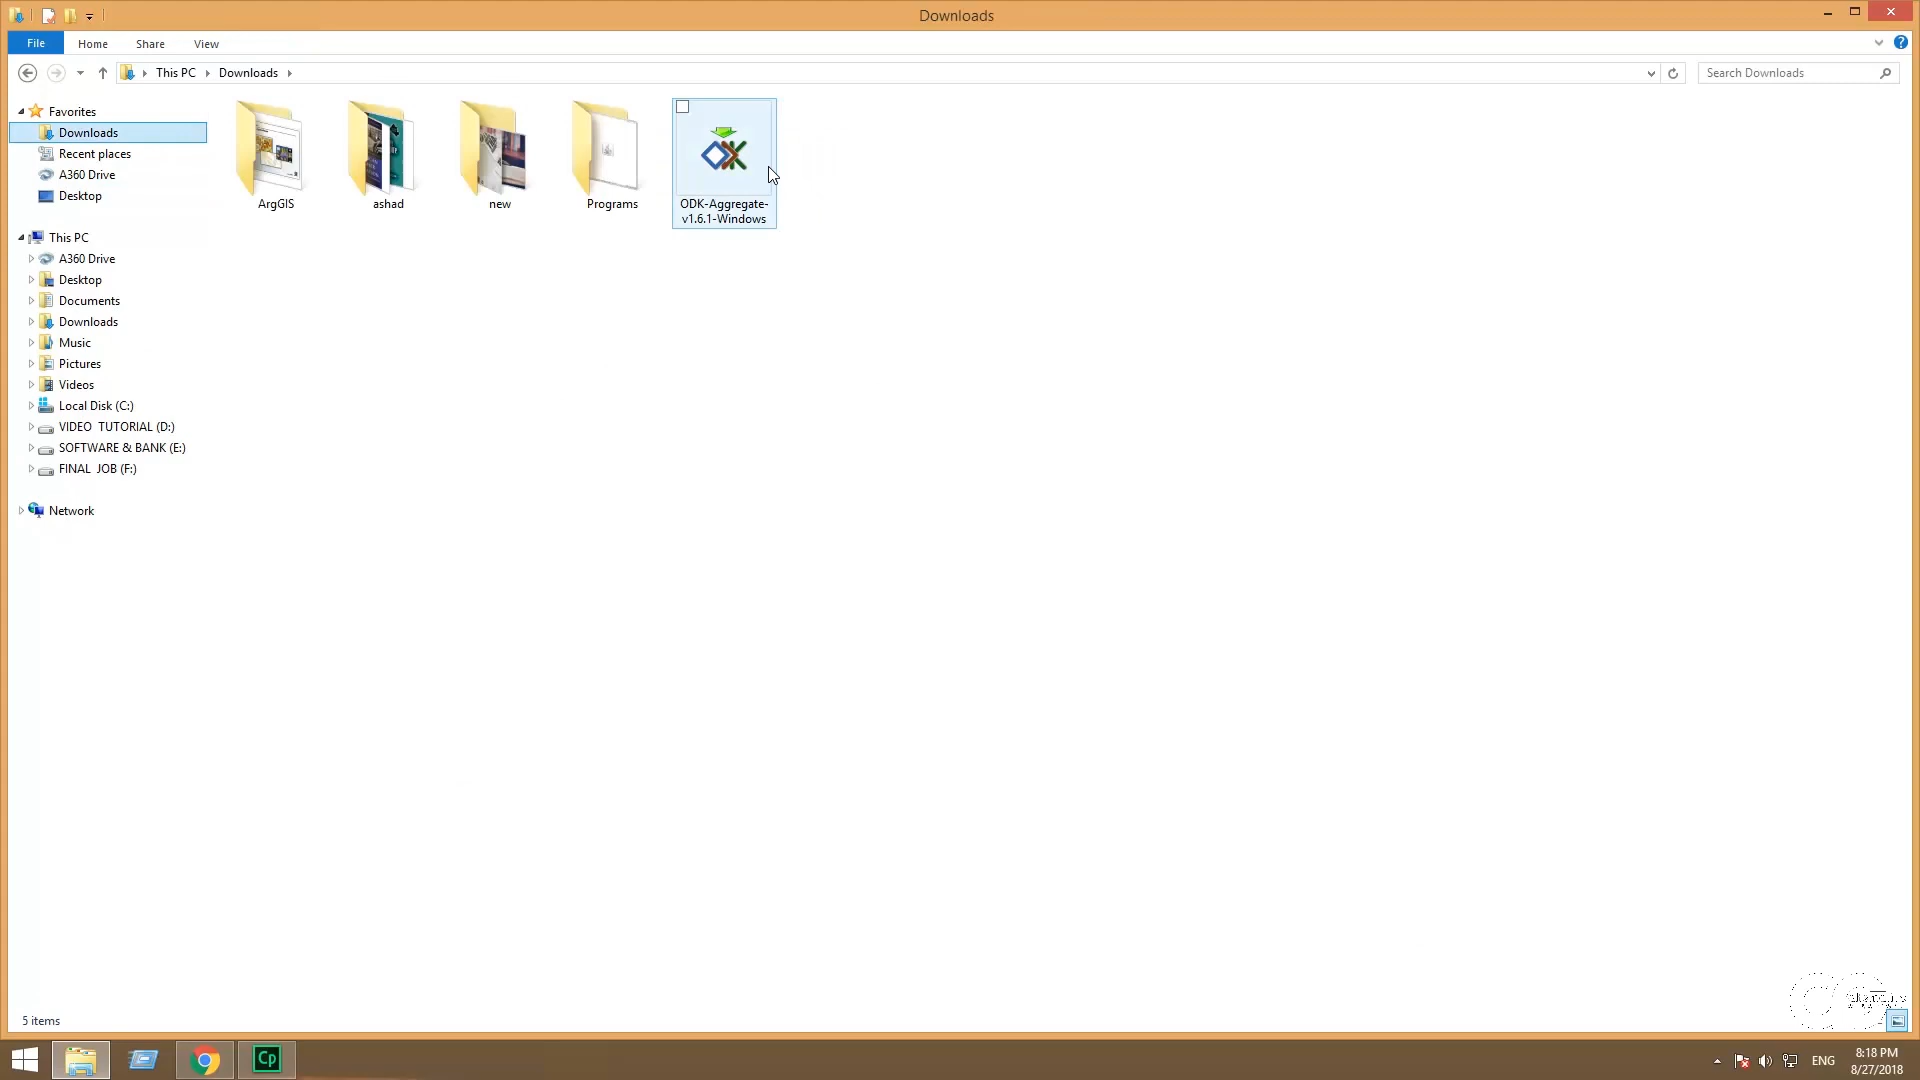 Downloads
File
Home
Share
View
This PC
Downloads
Search Downloads
Favorites
Downloads
Recent places
A360 Drive
Desktop
This PC
A360 Drive
Desktop
Documents
Downloads
Music
Pictures
Videos
Local Disk (C:)
VIDEO TUTORIAL (D:)
SOFTWARE & BANK (E:)
FINAL JOB (F:)
Network
ArgGIS
ashad
new
Programs
ODK-Aggregate-
v1.6.1-Windows
5 items
Cp
ENG
8:18 PM
8/27/2018